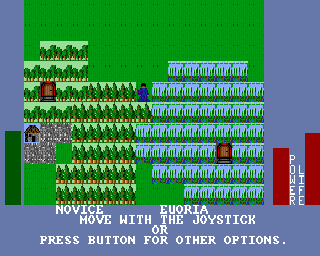 POWER
LIFE
NOVICE EUORIA
MOVE WITH THE JOYSTICK
OR
PRESS BUTTON FOR OTHER OPTIONS.